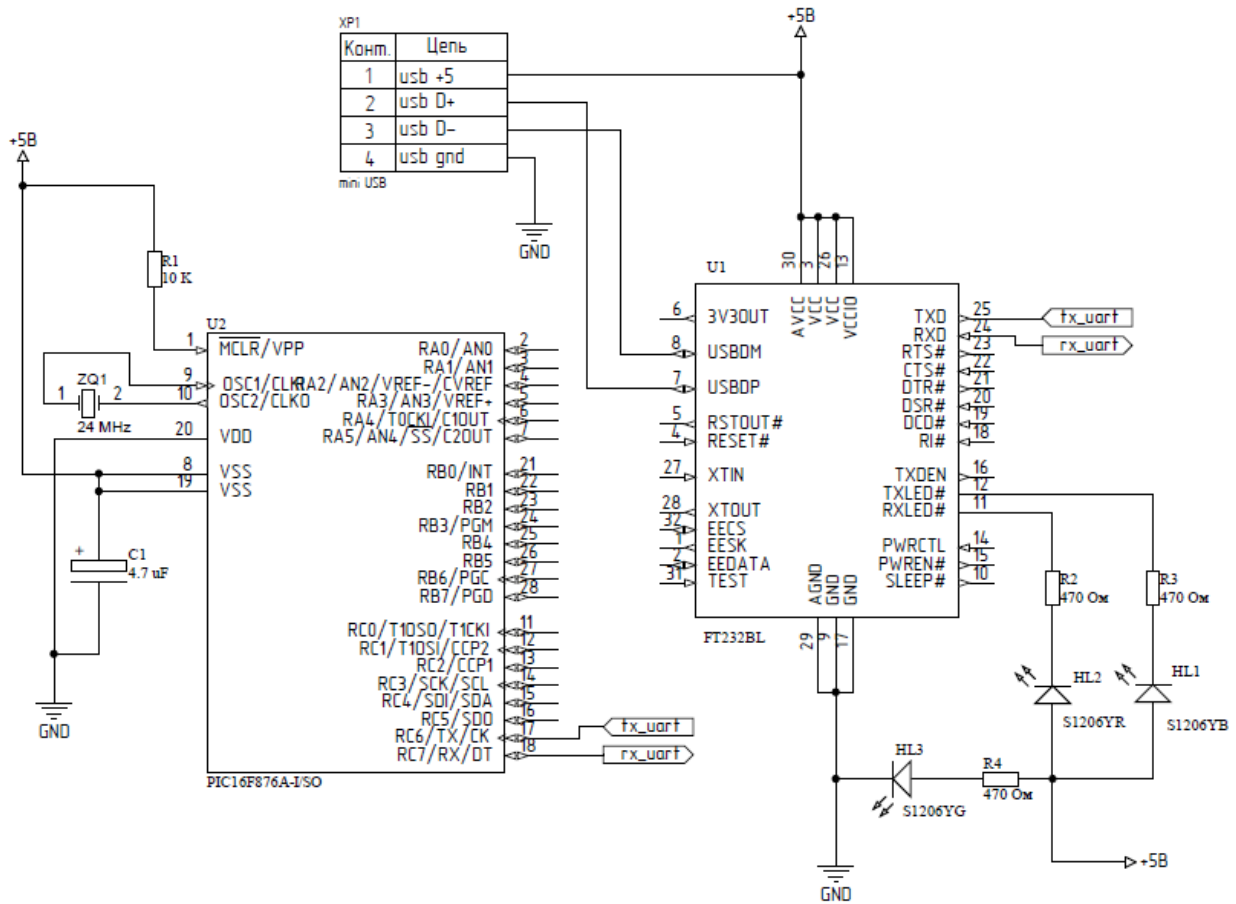 XP1
Конт. Цепь
1 usb +5
2 usb D+
3 usb D-
4 usb gnd
mini USB
GND
+5В
+5В
R1
10 K
U2
1 MCLR/VPP
9 OSC1/CLKI
10 OSC2/CLKO
20 VDD
8 VSS
19 VSS
ZQ1
1 2
24 MHz
+ C1
4.7 uF
GND
RA0/AN0 2
RA1/AN1 3
RA2/AN2/VREF-/CVREF 4
RA3/AN3/VREF+ 5
RA4/T0CKI/C1OUT 6
RA5/AN4/SS/C2OUT 7
RB0/INT 21
RB1 22
RB2 23
RB3/PGM 24
RB4 25
RB5 26
RB6/PGC 27
RB7/PGD 28
RC0/T1OSO/T1CKI 11
RC1/T1OSI/CCP2 12
RC2/CCP1 13
RC3/SCK/SCL 14
RC4/SDI/SDA 15
RC5/SDO 16
RC6/TX/CK 17 tx_uart
RC7/RX/DT 18 rx_uart
PIC16F876A-I/SO
U1
30 3 26 13
AVCC VCC VCC VCCIO
6 3V3OUT
8 USBDM
7 USBDP
5 RSTOUT#
4 RESET#
27 XTIN
28 XTOUT
32 EECS
1 EESK
2 EEDATA
31 TEST
TXD 25 tx_uart
RXD 24 rx_uart
RTS# 23
CTS# 22
DTR# 21
DSR# 20
DCD# 19
RI# 18
TXDEN 16
TXLED# 12
RXLED# 11
PWRCTL 14
PWREN# 15
SLEEP# 10
AGND GND GND
29 9 17
FT232BL
R2
470 Ом
R3
470 Ом
HL2
S1206YR
HL1
S1206YB
HL3
S1206YG
R4
470 Ом
+5В
GND